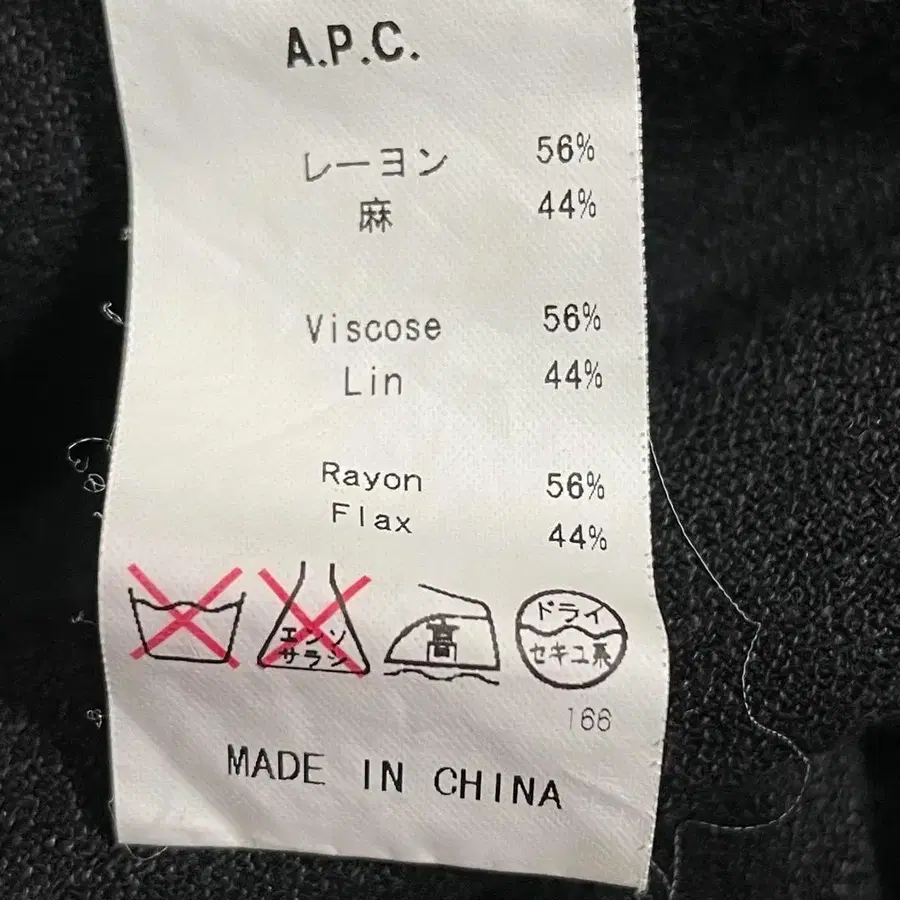 A.P.C.
レーヨン 56%
麻 44%
Viscose 56%
Lin 44%
Rayon 56%
Flax 44%
エンソ
サラシ
高
ドライ
セキユ系
166
MADE IN CHINA